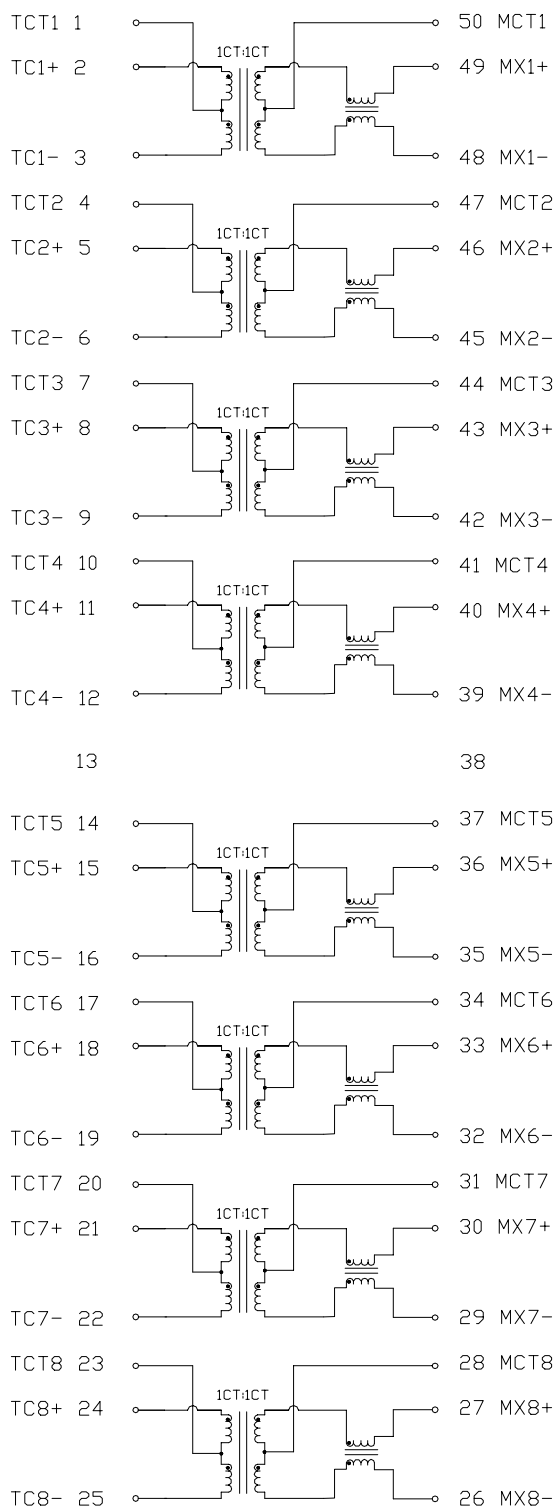 TCT1 1 50 MCT1
1CT:1CT
TC1+ 2 49 MX1+
TC1- 3 48 MX1-
TCT2 4 47 MCT2
1CT:1CT
TC2+ 5 46 MX2+
TC2- 6 45 MX2-
TCT3 7 44 MCT3
1CT:1CT
TC3+ 8 43 MX3+
TC3- 9 42 MX3-
TCT4 10 41 MCT4
1CT:1CT
TC4+ 11 40 MX4+
TC4- 12 39 MX4-
13 38
TCT5 14 37 MCT5
1CT:1CT
TC5+ 15 36 MX5+
TC5- 16 35 MX5-
TCT6 17 34 MCT6
1CT:1CT
TC6+ 18 33 MX6+
TC6- 19 32 MX6-
TCT7 20 31 MCT7
1CT:1CT
TC7+ 21 30 MX7+
TC7- 22 29 MX7-
TCT8 23 28 MCT8
1CT:1CT
TC8+ 24 27 MX8+
TC8- 25 26 MX8-